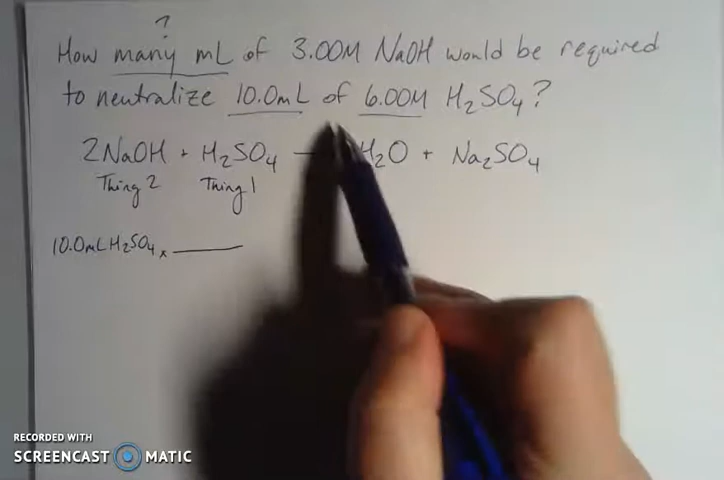 ?
How many mL of 3.00M NaOH would be required
to neutralize 10.0mL of 6.00M H₂SO₄?
2NaOH + H₂SO₄ H₂O + Na₂SO₄
Thing 2 Thing 1
10.0mL H₂SO₄ x
RECORDED WITH
SCREENCAST MATIC